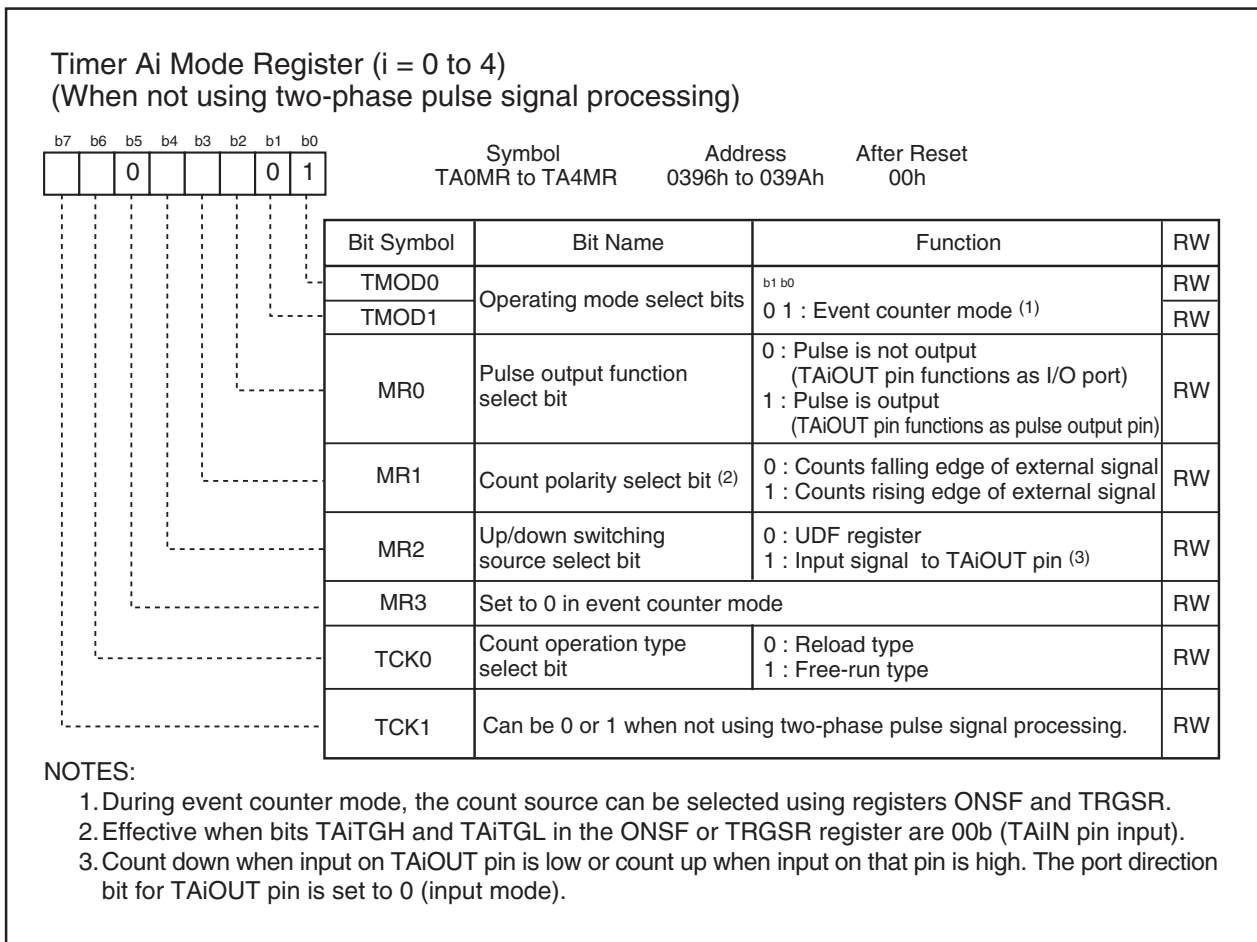 Timer Ai Mode Register (i = 0 to 4)
(When not using two-phase pulse signal processing)
b7 b6 b5 b4 b3 b2 b1 b0
0 0 1
Symbol Address After Reset
TA0MR to TA4MR 0396h to 039Ah 00h
Bit Symbol Bit Name Function RW
TMOD0 Operating mode select bits b1 b0 RW
TMOD1 0 1 : Event counter mode (1) RW
MR0 Pulse output function select bit 0 : Pulse is not output
(TAiOUT pin functions as I/O port)
1 : Pulse is output
(TAiOUT pin functions as pulse output pin) RW
MR1 Count polarity select bit (2) 0 : Counts falling edge of external signal
1 : Counts rising edge of external signal RW
MR2 Up/down switching source select bit 0 : UDF register
1 : Input signal to TAiOUT pin (3) RW
MR3 Set to 0 in event counter mode RW
TCK0 Count operation type select bit 0 : Reload type
1 : Free-run type RW
TCK1 Can be 0 or 1 when not using two-phase pulse signal processing. RW
NOTES:
1. During event counter mode, the count source can be selected using registers ONSF and TRGSR.
2. Effective when bits TAiTGH and TAiTGL in the ONSF or TRGSR register are 00b (TAiIN pin input).
3. Count down when input on TAiOUT pin is low or count up when input on that pin is high. The port direction
bit for TAiOUT pin is set to 0 (input mode).